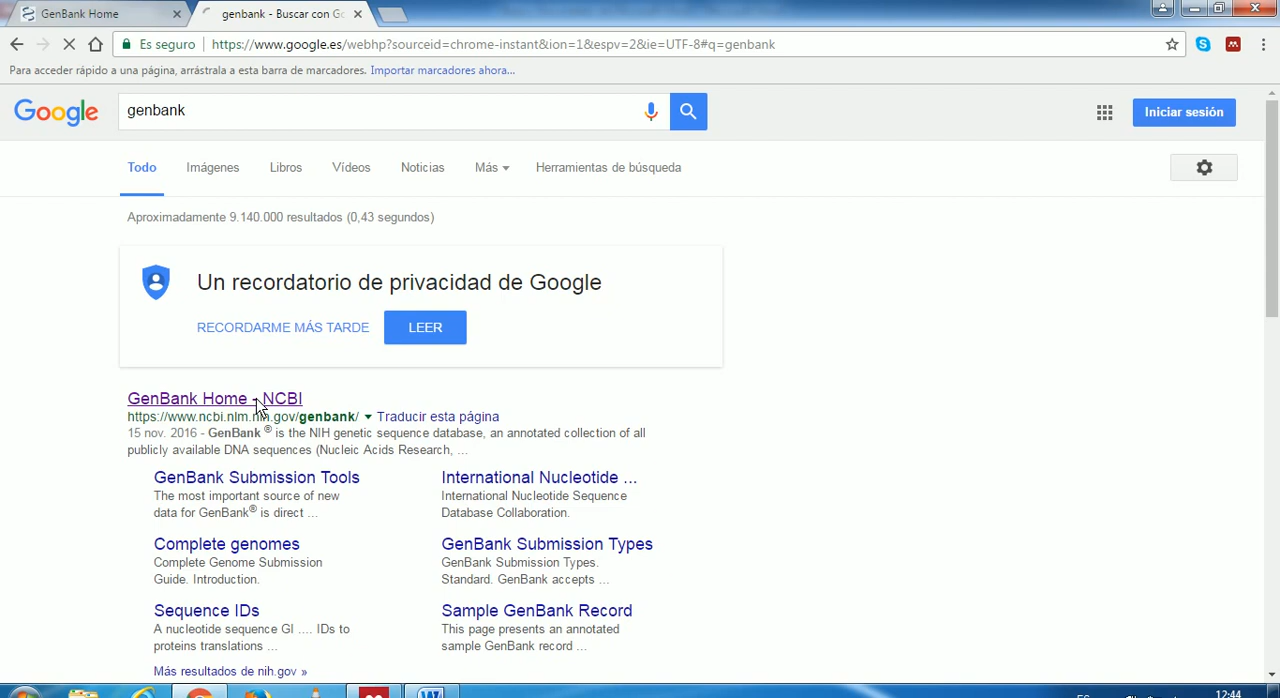 GenBank Home
genbank - Buscar con Go
Es seguro
https://www.google.es/webhp?sourceid=chrome-instant&ion=1&espv=2&ie=UTF-8#q=genbank
Para acceder rápido a una página, arrástrala a esta barra de marcadores. Importar marcadores ahora...
Google
genbank
Iniciar sesión
Todo Imágenes Libros Vídeos Noticias Más Herramientas de búsqueda
Aproximadamente 9.140.000 resultados (0,43 segundos)
Un recordatorio de privacidad de Google
RECORDARME MÁS TARDE LEER
GenBank Home - NCBI
https://www.ncbi.nlm.nih.gov/genbank/ Traducir esta página
15 nov. 2016 - GenBank ® is the NIH genetic sequence database, an annotated collection of all
publicly available DNA sequences (Nucleic Acids Research, ...
GenBank Submission Tools
The most important source of new
data for GenBank® is direct ...
International Nucleotide ...
International Nucleotide Sequence
Database Collaboration.
Complete genomes
Complete Genome Submission
Guide. Introduction.
GenBank Submission Types
GenBank Submission Types.
Standard. GenBank accepts ...
Sequence IDs
A nucleotide sequence GI .... IDs to
proteins translations ...
Sample GenBank Record
This page presents an annotated
sample GenBank record ...
Más resultados de nih.gov »
12:44